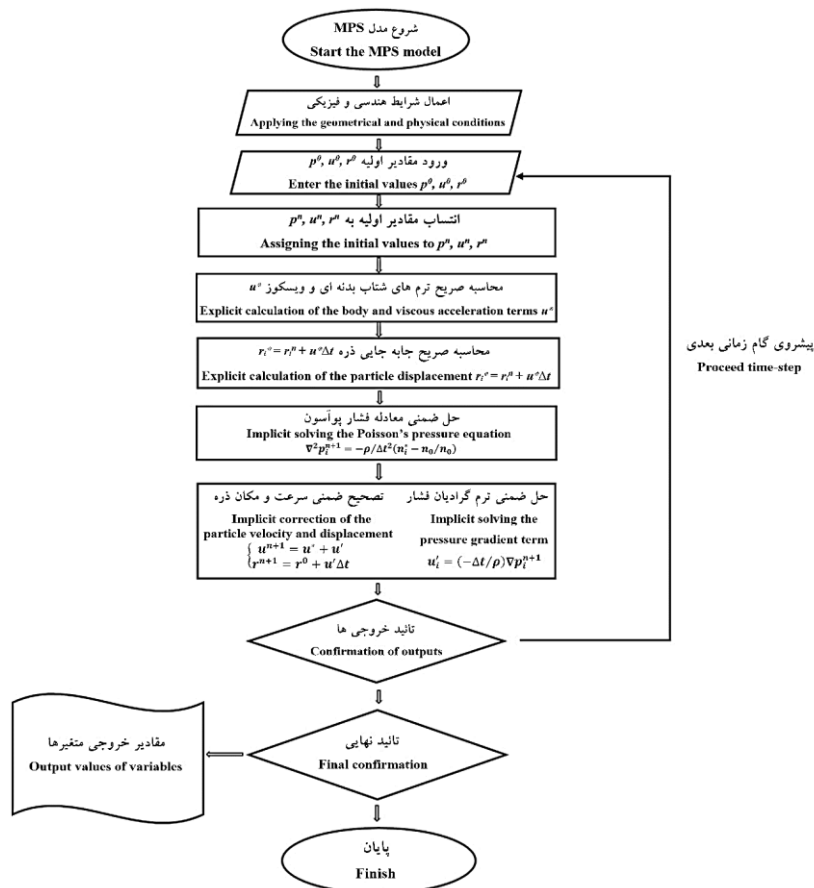 شروع مدل MPS
Start the MPS model
اعمال شرایط هندسی و فیزیکی
Applying the geometrical and physical conditions
ورود مقادیر اولیه p⁰, u⁰, r⁰
Enter the initial values p⁰, u⁰, r⁰
انتساب مقادیر اولیه به pⁿ, uⁿ, rⁿ
Assigning the initial values to pⁿ, uⁿ, rⁿ
محاسبه صریح ترم های شتاب بدنه ای و ویسکوز u*
Explicit calculation of the body and viscous acceleration terms u*
محاسبه صریح جابه جایی ذره rᵢ* = rᵢⁿ + u*Δt
Explicit calculation of the particle displacement rᵢ* = rᵢⁿ + u*Δt
حل ضمنی معادله فشار پوآسون
Implicit solving the Poisson's pressure equation
∇²pᵢⁿ⁺¹ = −ρ/Δt²(nᵢ* − n₀/n₀)
تصحیح ضمنی سرعت و مکان ذره
Implicit correction of the
particle velocity and displacement
{ uⁿ⁺¹ = u* + u′
rⁿ⁺¹ = r⁰ + u′Δt
حل ضمنی ترم گرادیان فشار
Implicit solving the
pressure gradient term
uᵢ′ = (−Δt/ρ)∇pᵢⁿ⁺¹
تائید خروجی ها
Confirmation of outputs
پیشروی گام زمانی بعدی
Proceed time-step
تائید نهایی
Final confirmation
مقادیر خروجی متغیرها
Output values of variables
پایان
Finish